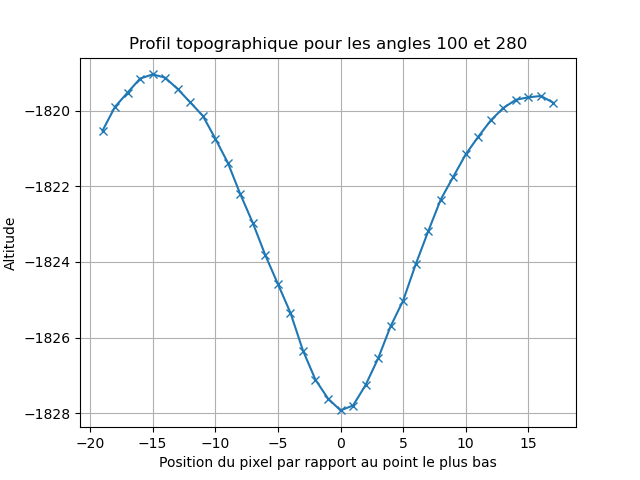 Profil topographique pour les angles 100 et 280
Altitude
−1820
−1822
−1824
−1826
−1828
−20 −15 −10 −5 0 5 10 15
Position du pixel par rapport au point le plus bas